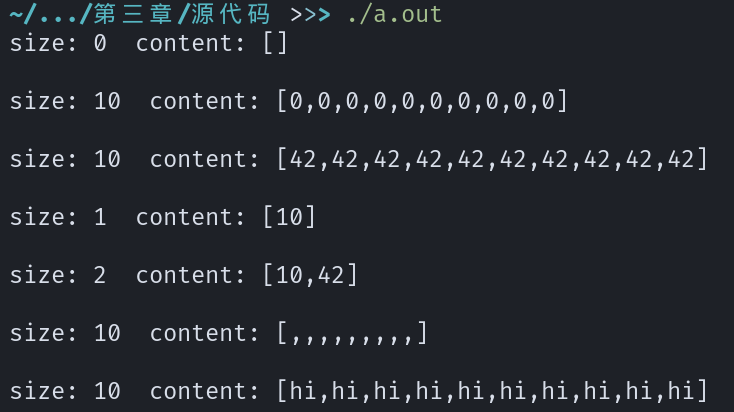 ~/.../第三章/源代码 >>> ./a.out
size: 0  content: []
size: 10  content: [0,0,0,0,0,0,0,0,0,0]
size: 10  content: [42,42,42,42,42,42,42,42,42,42]
size: 1  content: [10]
size: 2  content: [10,42]
size: 10  content: [,,,,,,,,,]
size: 10  content: [hi,hi,hi,hi,hi,hi,hi,hi,hi,hi]